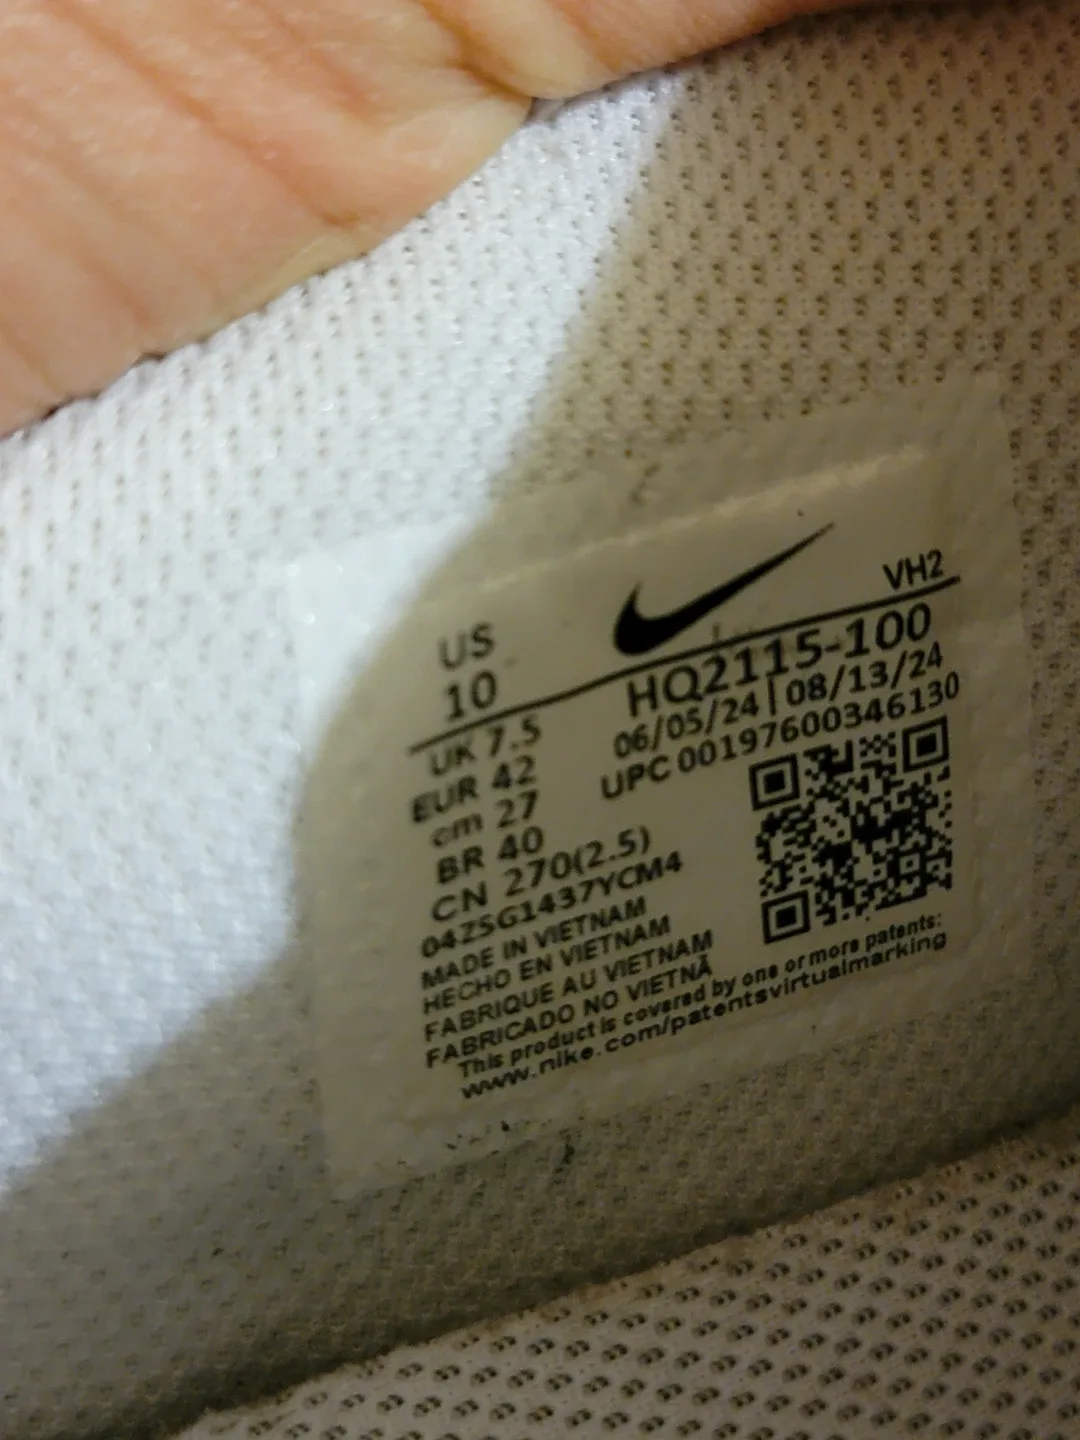 US
10
VH2
UK 7.5
EUR 42
cm 27
BR 40
CN 270(2.5)
HQ2115-100
06/05/24 | 08/13/24
UPC 00197600346130
04ZSG1437YCM4
MADE IN VIETNAM
HECHO EN VIETNAM
FABRIQUE AU VIETNAM
FABRICADO NO VIETNÃ
This product is covered by one or more patents:
www.nike.com/patentsvirtualmarking